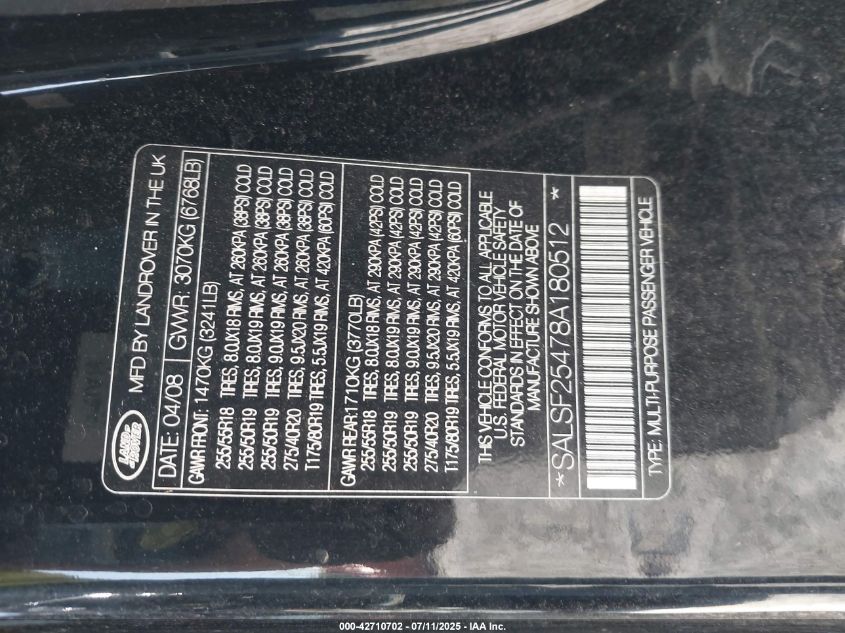 LAND
ROVER
MFD BY LANDROVER IN THE UK
DATE: 04/08 GWVR: 3070KG (6768LB)
GAWR FRONT: 1470KG (3241LB)
255/55R18 TIRES, 8.0JX18 RIMS, AT 260KPA (38PSI) COLD
255/50R19 TIRES, 8.0JX19 RIMS, AT 260KPA (38PSI) COLD
255/50R19 TIRES, 9.0JX19 RIMS, AT 260KPA (38PSI) COLD
275/40R20 TIRES, 9.5JX20 RIMS, AT 260KPA (38PSI) COLD
T175/80R19 TIRES, 5.5JX19 RIMS, AT 420KPA (60PSI) COLD
GAWR REAR: 1710KG (3770LB)
255/55R18 TIRES, 8.0JX18 RIMS, AT 290KPA (42PSI) COLD
255/50R19 TIRES, 8.0JX19 RIMS, AT 290KPA (42PSI) COLD
255/50R19 TIRES, 9.0JX19 RIMS, AT 290KPA (42PSI) COLD
275/40R20 TIRES, 9.5JX20 RIMS, AT 290KPA (42PSI) COLD
T175/80R19 TIRES, 5.5JX19 RIMS, AT 420KPA (60PSI) COLD
THIS VEHICLE CONFORMS TO ALL APPLICABLE
U.S. FEDERAL MOTOR VEHICLE SAFETY
STANDARDS IN EFFECT ON THE DATE OF
MANUFACTURE SHOWN ABOVE
*SALSF25478A180512 *
TYPE: MULTI-PURPOSE PASSENGER VEHICLE
000-42710702 - 07/11/2025 - IAA Inc.